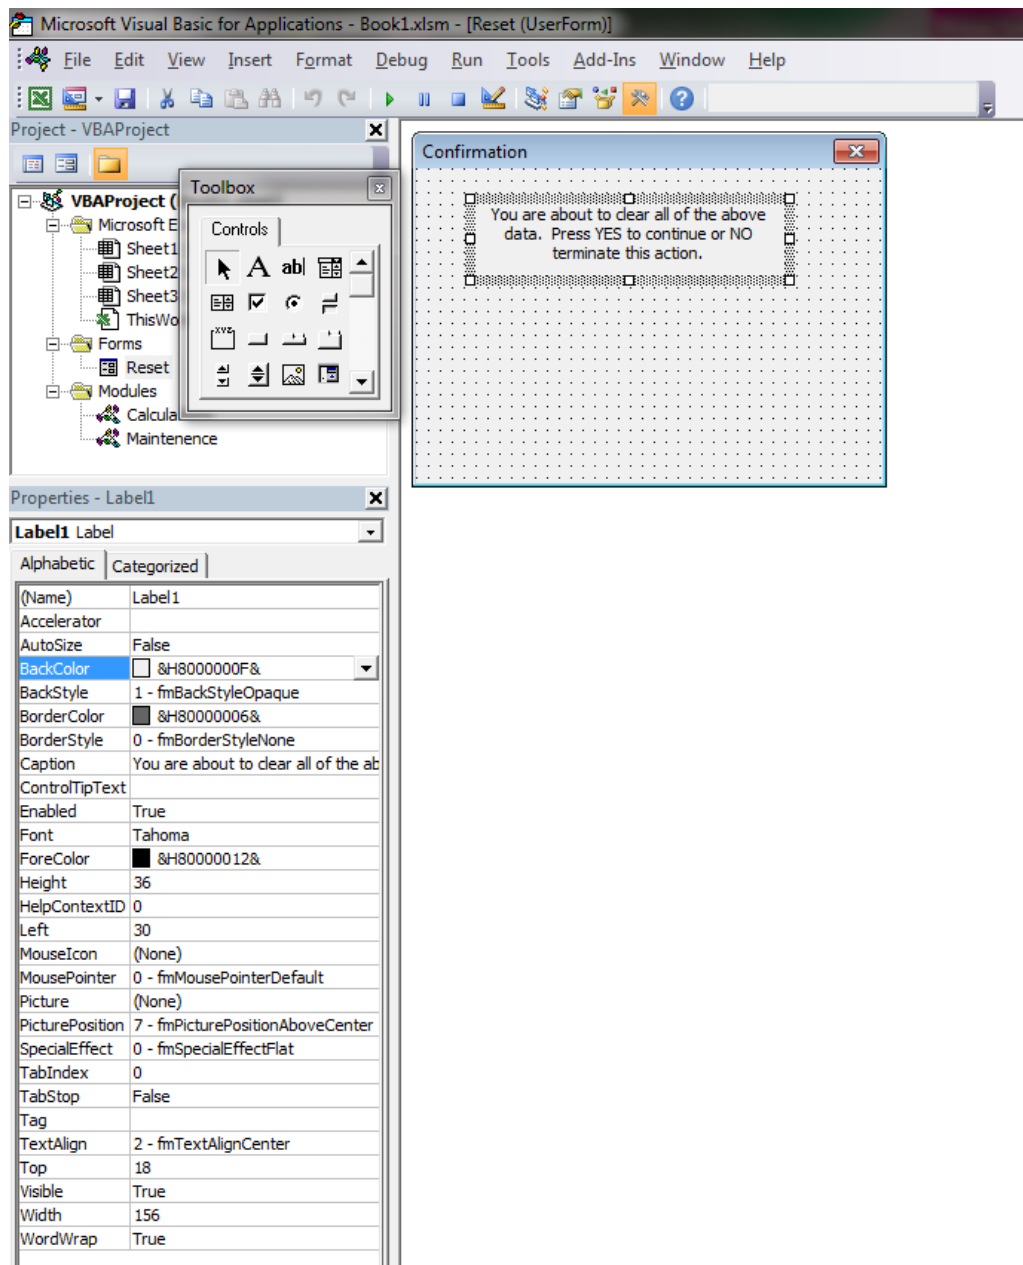 Microsoft Visual Basic for Applications - Book1.xlsm - [Reset (UserForm)]
File Edit View Insert Format Debug Run Tools Add-Ins Window Help
Project - VBAProject
VBAProject (
Microsoft E
Sheet1
Sheet2
Sheet3
ThisWo
Forms
Reset
Modules
Calcula
Maintenence
Toolbox
Controls
A ab|
xyz
Confirmation
You are about to clear all of the above
data. Press YES to continue or NO
terminate this action.
Properties - Label1
Label1 Label
Alphabetic Categorized
(Name) Label1
Accelerator
AutoSize False
BackColor &H8000000F&
BackStyle 1 - fmBackStyleOpaque
BorderColor &H80000006&
BorderStyle 0 - fmBorderStyleNone
Caption You are about to clear all of the ab
ControlTipText
Enabled True
Font Tahoma
ForeColor &H80000012&
Height 36
HelpContextID 0
Left 30
MouseIcon (None)
MousePointer 0 - fmMousePointerDefault
Picture (None)
PicturePosition 7 - fmPicturePositionAboveCenter
SpecialEffect 0 - fmSpecialEffectFlat
TabIndex 0
TabStop False
Tag
TextAlign 2 - fmTextAlignCenter
Top 18
Visible True
Width 156
WordWrap True